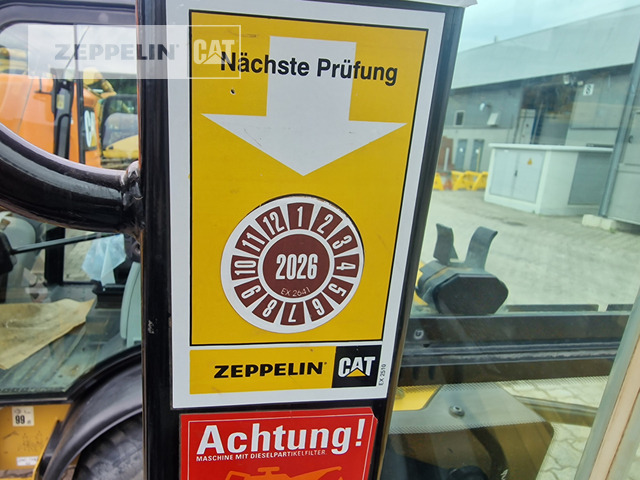 ZEPPELIN CAT
Nächste Prüfung
12 1 2 3 4 5 6 7 8 9 10 11
2026
EX 2641
ZEPPELIN CAT
EX 2510
Achtung!
MASCHINE MIT DIESELPARTIKELFILTER.
99
8